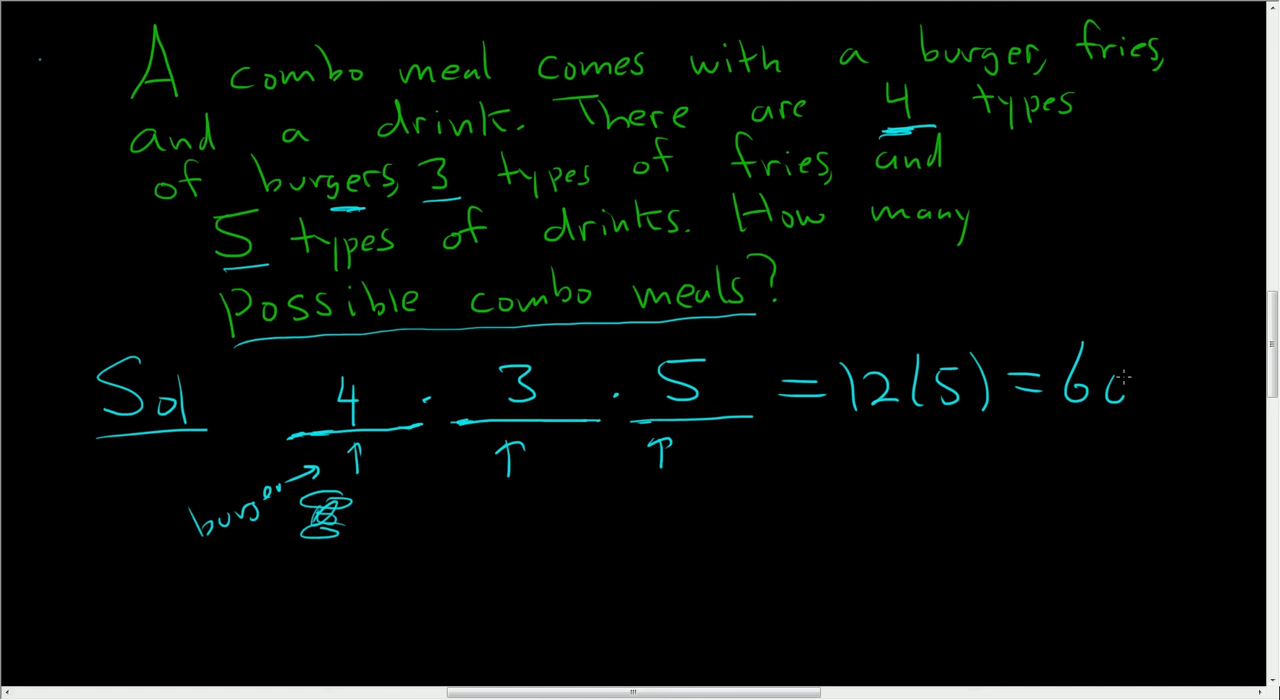 A combo meal comes with a burger, fries,
and a drink. There are 4 types
of burgers, 3 types of fries, and
5 types of drinks. How many
possible combo meals?
Sol 4 · 3 · 5 = 12(5) = 60
burger →